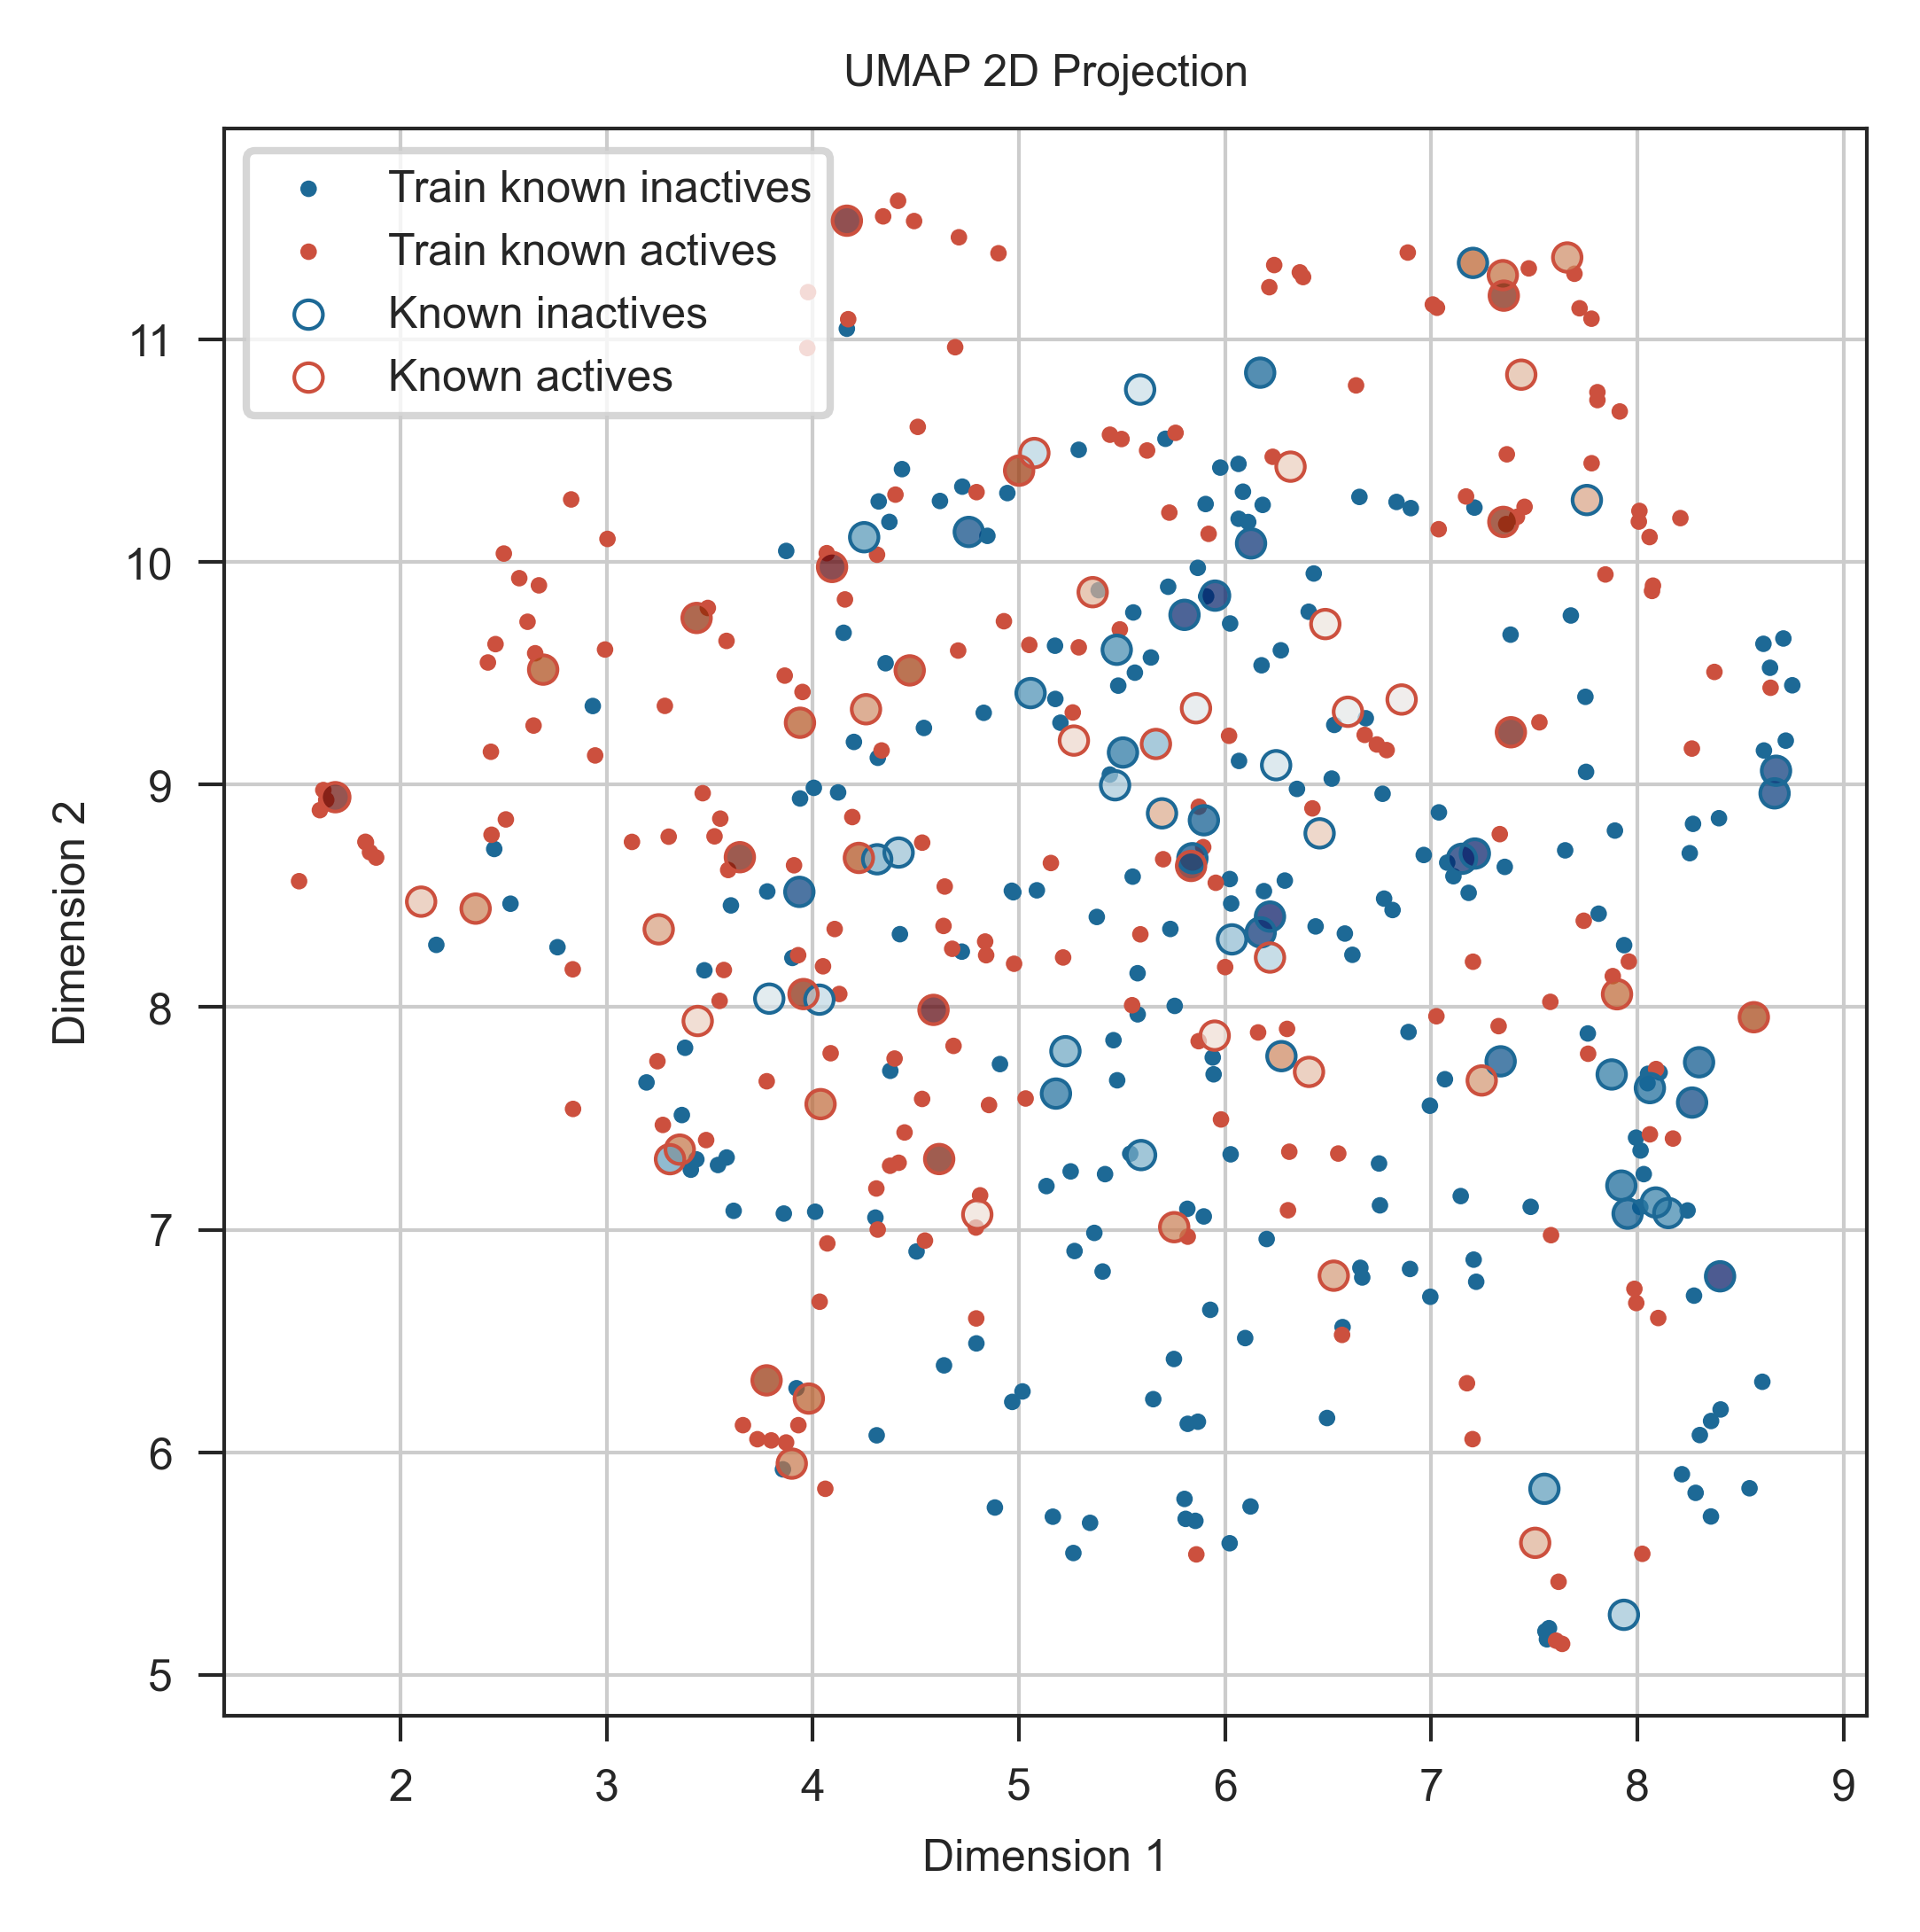 UMAP 2D Projection
Train known inactives
Train known actives
Known inactives
Known actives
11
10
9
8
7
6
5
Dimension 2
2 3 4 5 6 7 8 9
Dimension 1